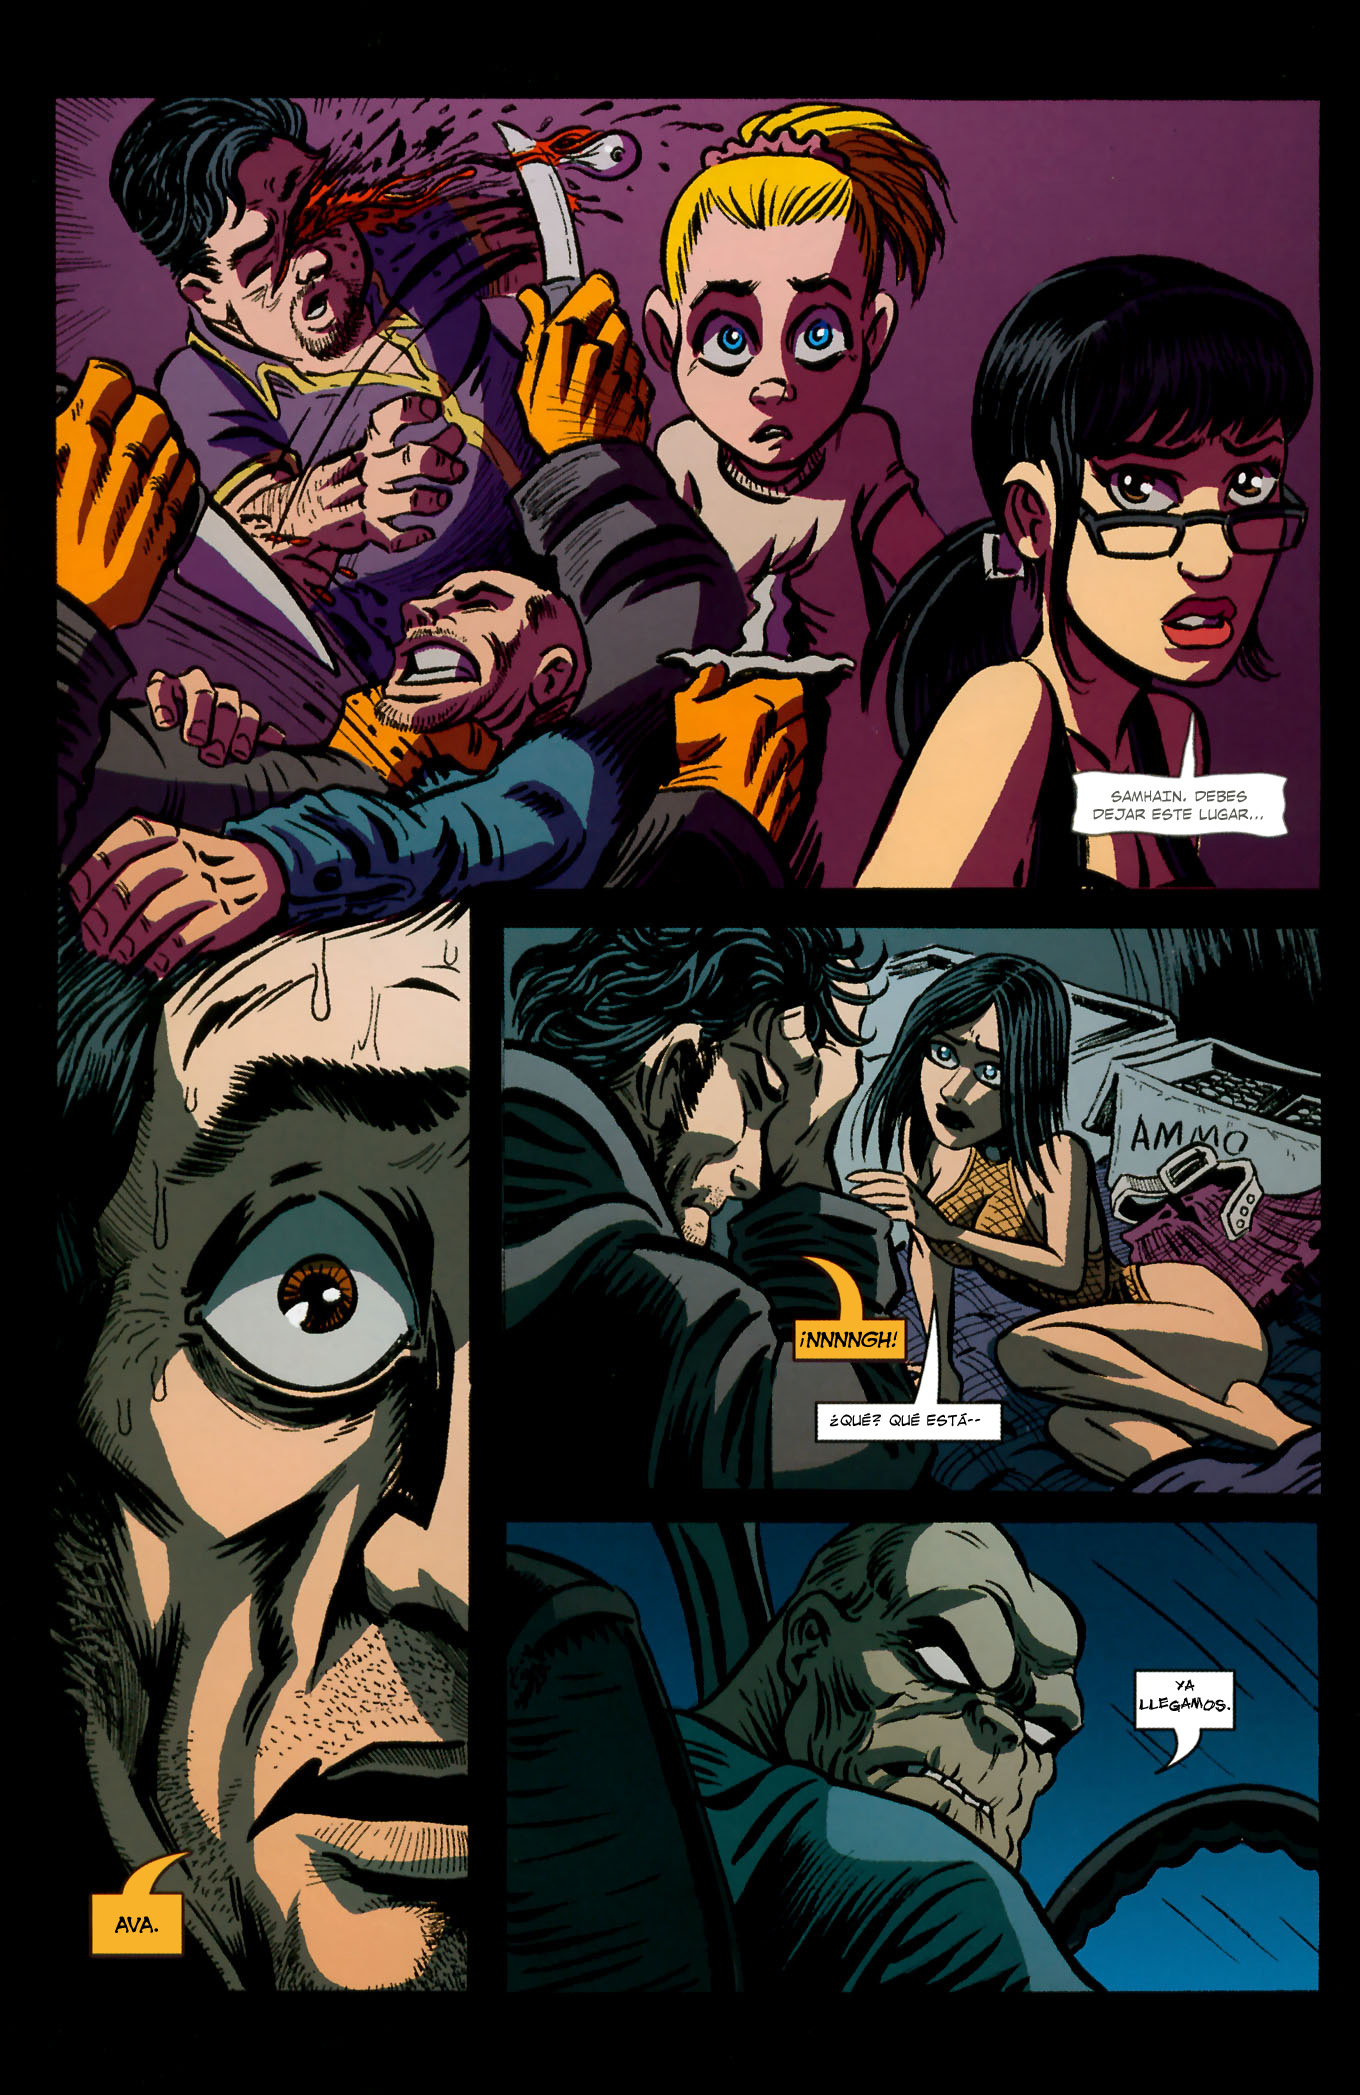 SAMHAIN. DEBES
DEJAR ESTE LUGAR...
AVA.
AMMO
¡NNNNGH!
¿QUÉ? QUÉ ESTÁ--
YA
LLEGAMOS.